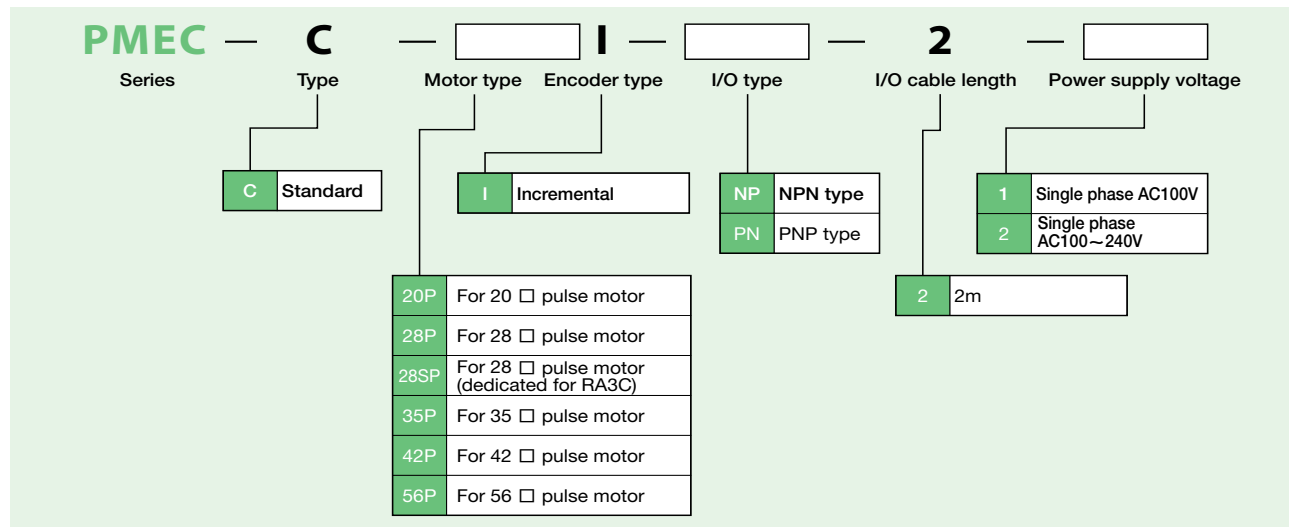 PMEC — C — I — — 2 —
Series Type Motor type Encoder type I/O type I/O cable length Power supply voltage
C Standard
I Incremental
NP NPN type
PN PNP type
1 Single phase AC100V
2 Single phase
AC100~240V
20P For 20 □ pulse motor
28P For 28 □ pulse motor
28SP For 28 □ pulse motor
(dedicated for RA3C)
35P For 35 □ pulse motor
42P For 42 □ pulse motor
56P For 56 □ pulse motor
2 2m